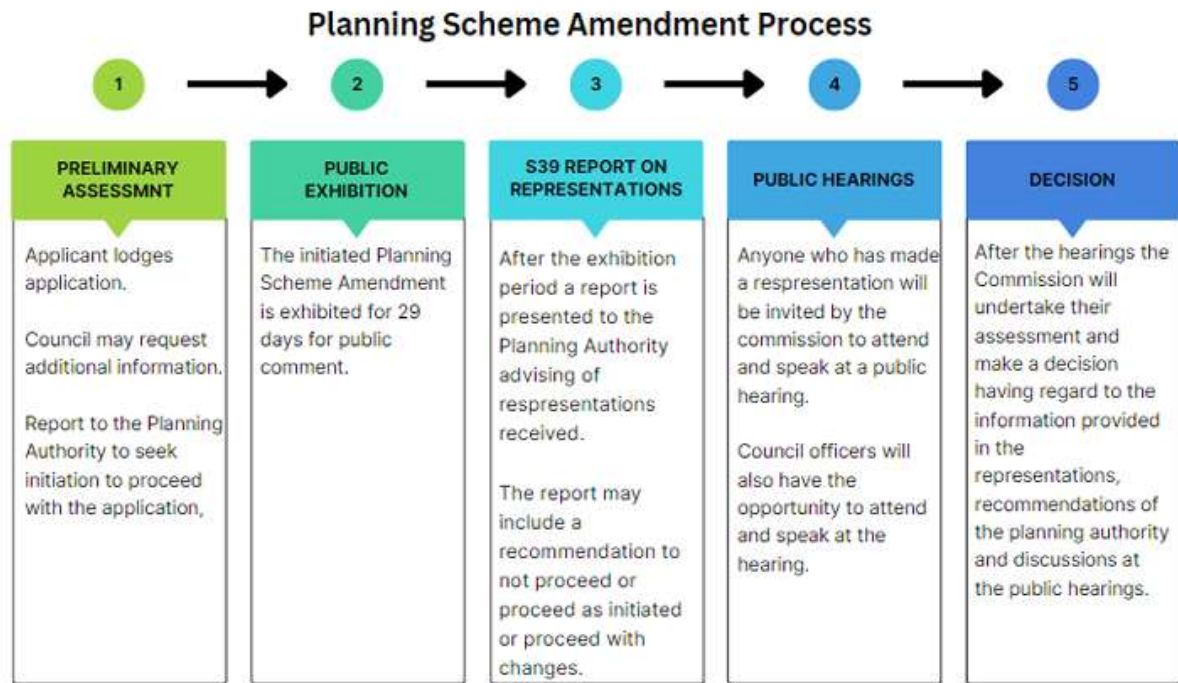 Planning Scheme Amendment Process
1
2
3
4
5
PRELIMINARY
ASSESSMNT
Applicant lodges
application.
Council may request
additional information.
Report to the Planning
Authority to seek
initiation to proceed
with the application,
PUBLIC
EXHIBITION
The initiated Planning
Scheme Amendment
is exhibited for 29
days for public
comment.
S39 REPORT ON
REPRESENTATIONS
After the exhibition
period a report is
presented to the
Planning Authority
advising of
respresentations
received.
The report may
include a
recommendation to
not proceed or
proceed as initiated
or proceed with
changes.
PUBLIC HEARINGS
Anyone who has made
a respresentation will
be invited by the
commission to attend
and speak at a public
hearing.
Council officers will
also have the
opportunity to attend
and speak at the
hearing.
DECISION
After the hearings the
Commission will
undertake their
assessment and
make a decision
having regard to the
information provided
in the
representations,
recommendations of
the planning authority
and discussions at
the public hearings.